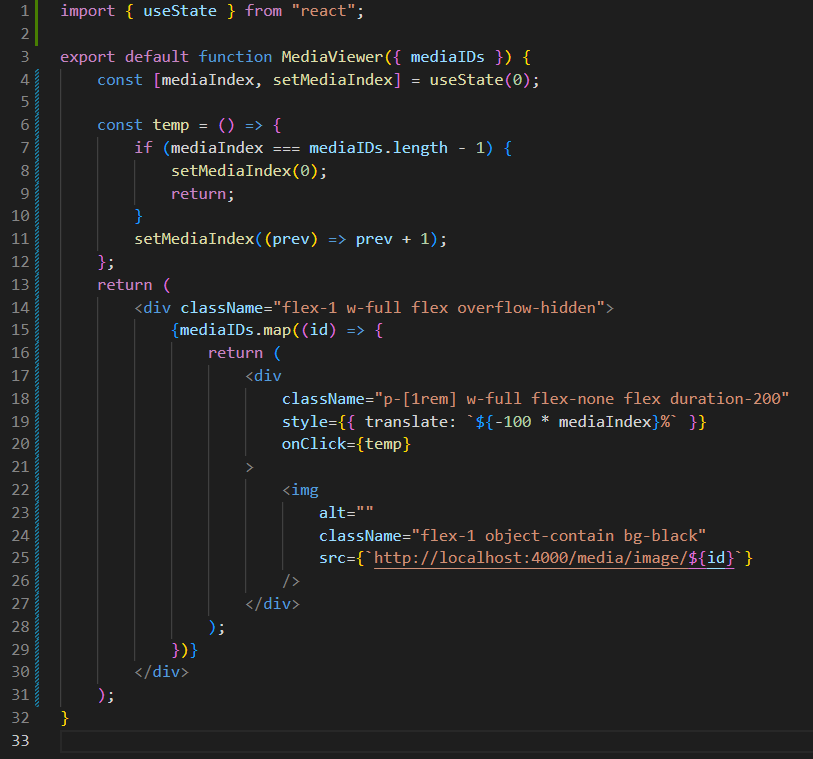 1 import { useState } from "react";
2
3 export default function MediaViewer({ mediaIDs }) {
4     const [mediaIndex, setMediaIndex] = useState(0);
5
6     const temp = () => {
7         if (mediaIndex === mediaIDs.length - 1) {
8             setMediaIndex(0);
9             return;
10         }
11         setMediaIndex((prev) => prev + 1);
12     };
13     return (
14         <div className="flex-1 w-full flex overflow-hidden">
15             {mediaIDs.map((id) => {
16                 return (
17                     <div
18                         className="p-[1rem] w-full flex-none flex duration-200"
19                         style={{ translate: `${-100 * mediaIndex}%` }}
20                         onClick={temp}
21                     >
22                         <img
23                             alt=""
24                             className="flex-1 object-contain bg-black"
25                             src={`http://localhost:4000/media/image/${id}`}
26                         />
27                     </div>
28                 );
29             })}
30         </div>
31     );
32 }
33